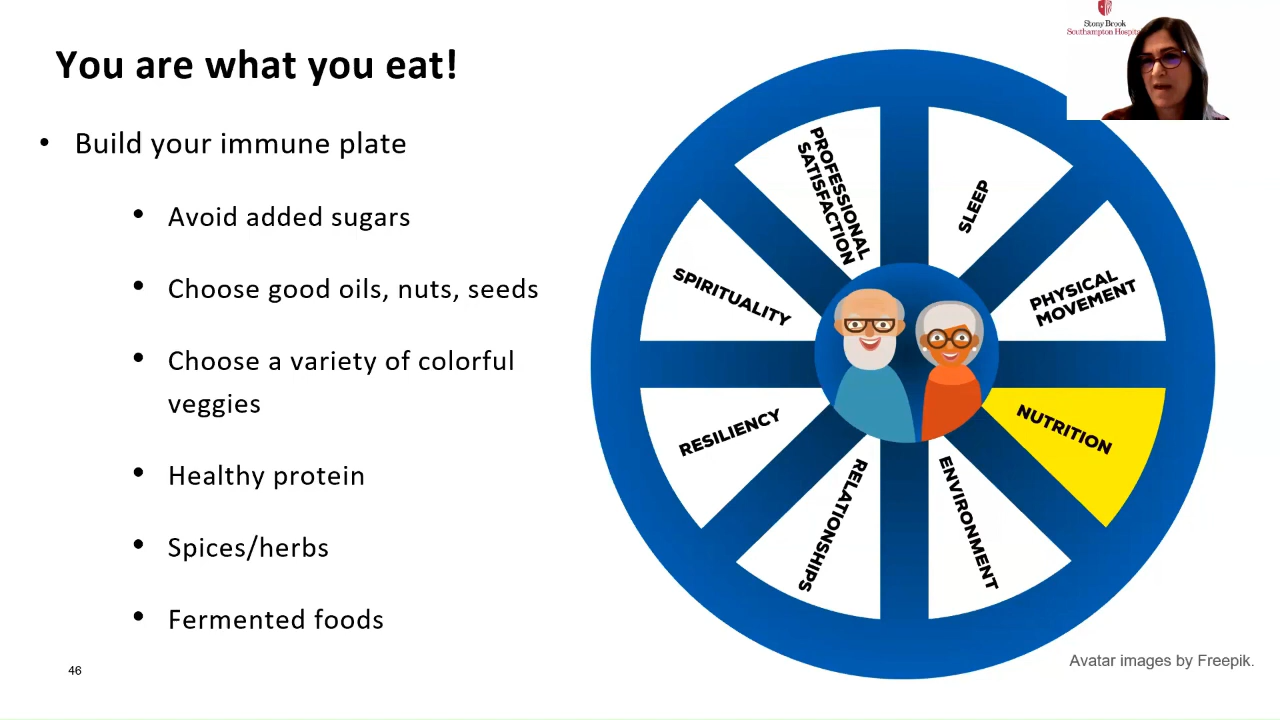 Stony Brook
Southampton Hospital
You are what you eat!
• Build your immune plate
• Avoid added sugars
• Choose good oils, nuts, seeds
• Choose a variety of colorful
veggies
• Healthy protein
• Spices/herbs
• Fermented foods
PROFESSIONAL
SATISFACTION
SLEEP
PHYSICAL
MOVEMENT
NUTRITION
ENVIRONMENT
RELATIONSHIPS
RESILIENCY
SPIRITUALITY
Avatar images by Freepik.
46